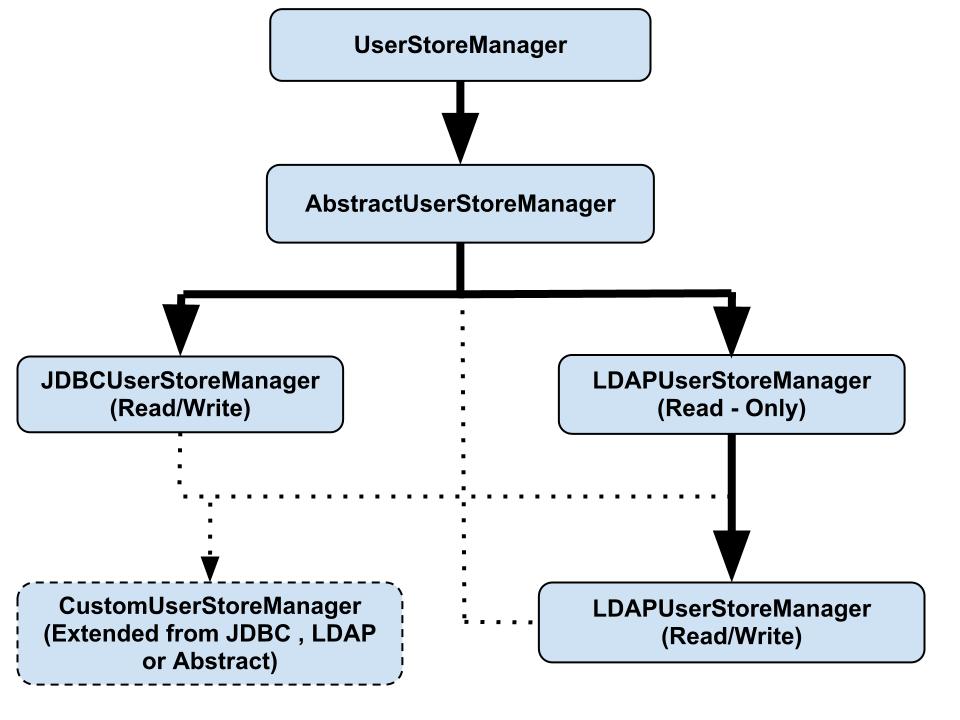 UserStoreManager
AbstractUserStoreManager
JDBCUserStoreManager
(Read/Write)
LDAPUserStoreManager
(Read - Only)
CustomUserStoreManager
(Extended from JDBC , LDAP
or Abstract)
LDAPUserStoreManager
(Read/Write)